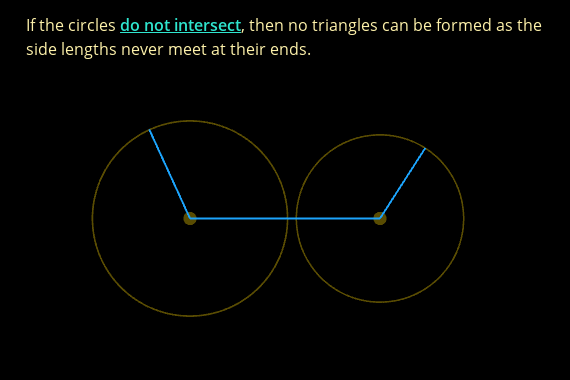 If the circles do not intersect, then no triangles can be formed as the
side lengths never meet at their ends.